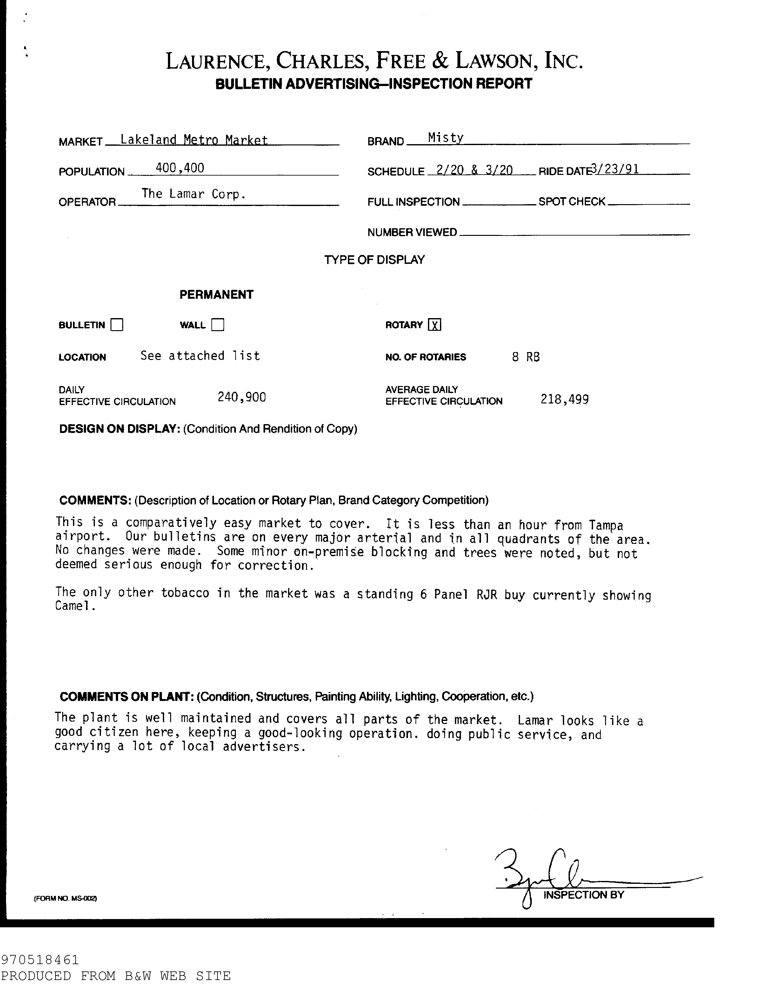 LAURENCE, CHARLES, FREE & LAWSON, INC.
BULLETIN ADVERTISING—INSPECTION REPORT
MARKET Lakeland Metro Market BRAND Misty
POPULATION 400,400 SCHEDULE 2/20 & 3/20 RIDE DATE 3/23/91
OPERATOR The Lamar Corp. FULL INSPECTION SPOT CHECK
NUMBER VIEWED
TYPE OF DISPLAY
PERMANENT
BULLETIN WALL ROTARY X
LOCATION See attached list NO. OF ROTARIES 8 RB
DAILY AVERAGE DAILY
EFFECTIVE CIRCULATION 240,900 EFFECTIVE CIRCULATION 218,499
DESIGN ON DISPLAY: (Condition And Rendition of Copy)
COMMENTS: (Description of Location or Rotary Plan, Brand Category Competition)
This is a comparatively easy market to cover. It is less than an hour from Tampa
airport. Our bulletins are on every major arterial and in all quadrants of the area.
No changes were made. Some minor on-premise blocking and trees were noted, but not
deemed serious enough for correction.
The only other tobacco in the market was a standing 6 Panel RJR buy currently showing
Camel.
COMMENTS ON PLANT: (Condition, Structures, Painting Ability, Lighting, Cooperation, etc.)
The plant is well maintained and covers all parts of the market. Lamar looks like a
good citizen here, keeping a good-looking operation. doing public service, and
carrying a lot of local advertisers.
INSPECTION BY
(FORM NO. MS-002)
970518461
PRODUCED FROM B&W WEB SITE